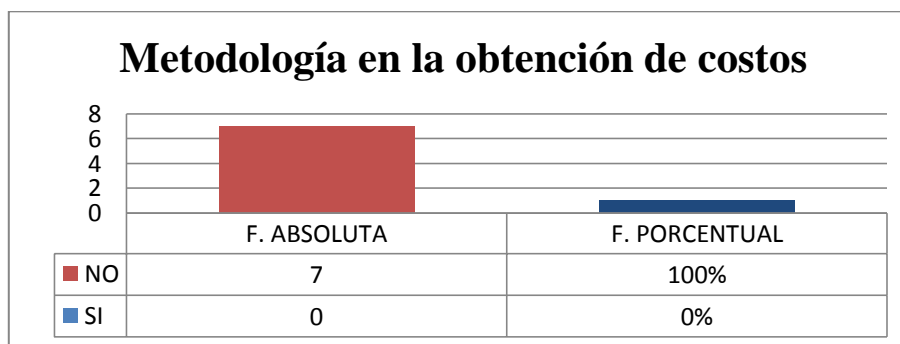 Metodología en la obtención de costos
8
6
4
2
0
F. ABSOLUTA F. PORCENTUAL
NO 7 100%
SI 0 0%